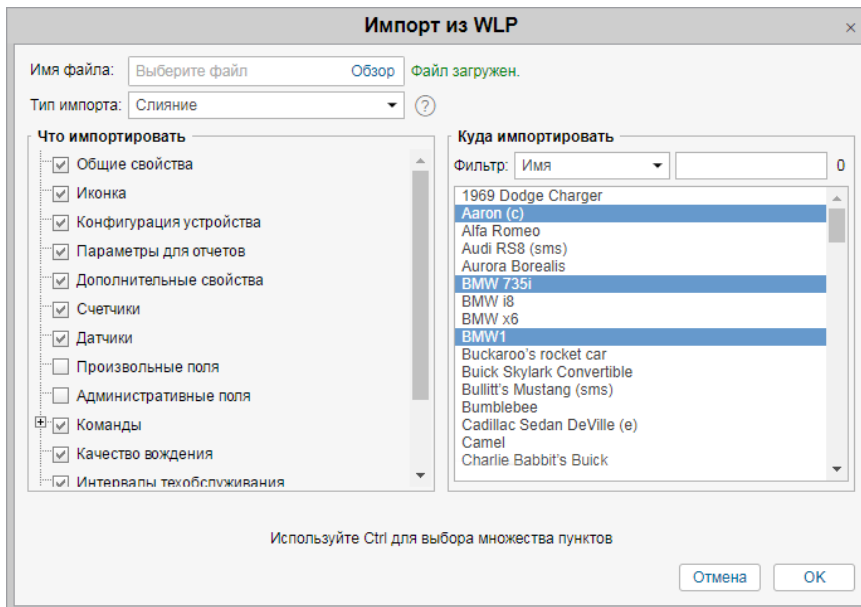 Импорт из WLP
Имя файла: Выберите файл Обзор Файл загружен.
Тип импорта: Слияние ?
Что импортировать
Общие свойства
Иконка
Конфигурация устройства
Параметры для отчетов
Дополнительные свойства
Счетчики
Датчики
Произвольные поля
Административные поля
Команды
Качество вождения
Интервалы техобслуживания
Куда импортировать
Фильтр: Имя 0
1969 Dodge Charger
Aaron (c)
Alfa Romeo
Audi RS8 (sms)
Aurora Borealis
BMW 735i
BMW i8
BMW x6
BMW1
Buckaroo's rocket car
Buick Skylark Convertible
Bullitt's Mustang (sms)
Bumblebee
Cadillac Sedan DeVille (e)
Camel
Charlie Babbit's Buick
Используйте Ctrl для выбора множества пунктов
Отмена OK